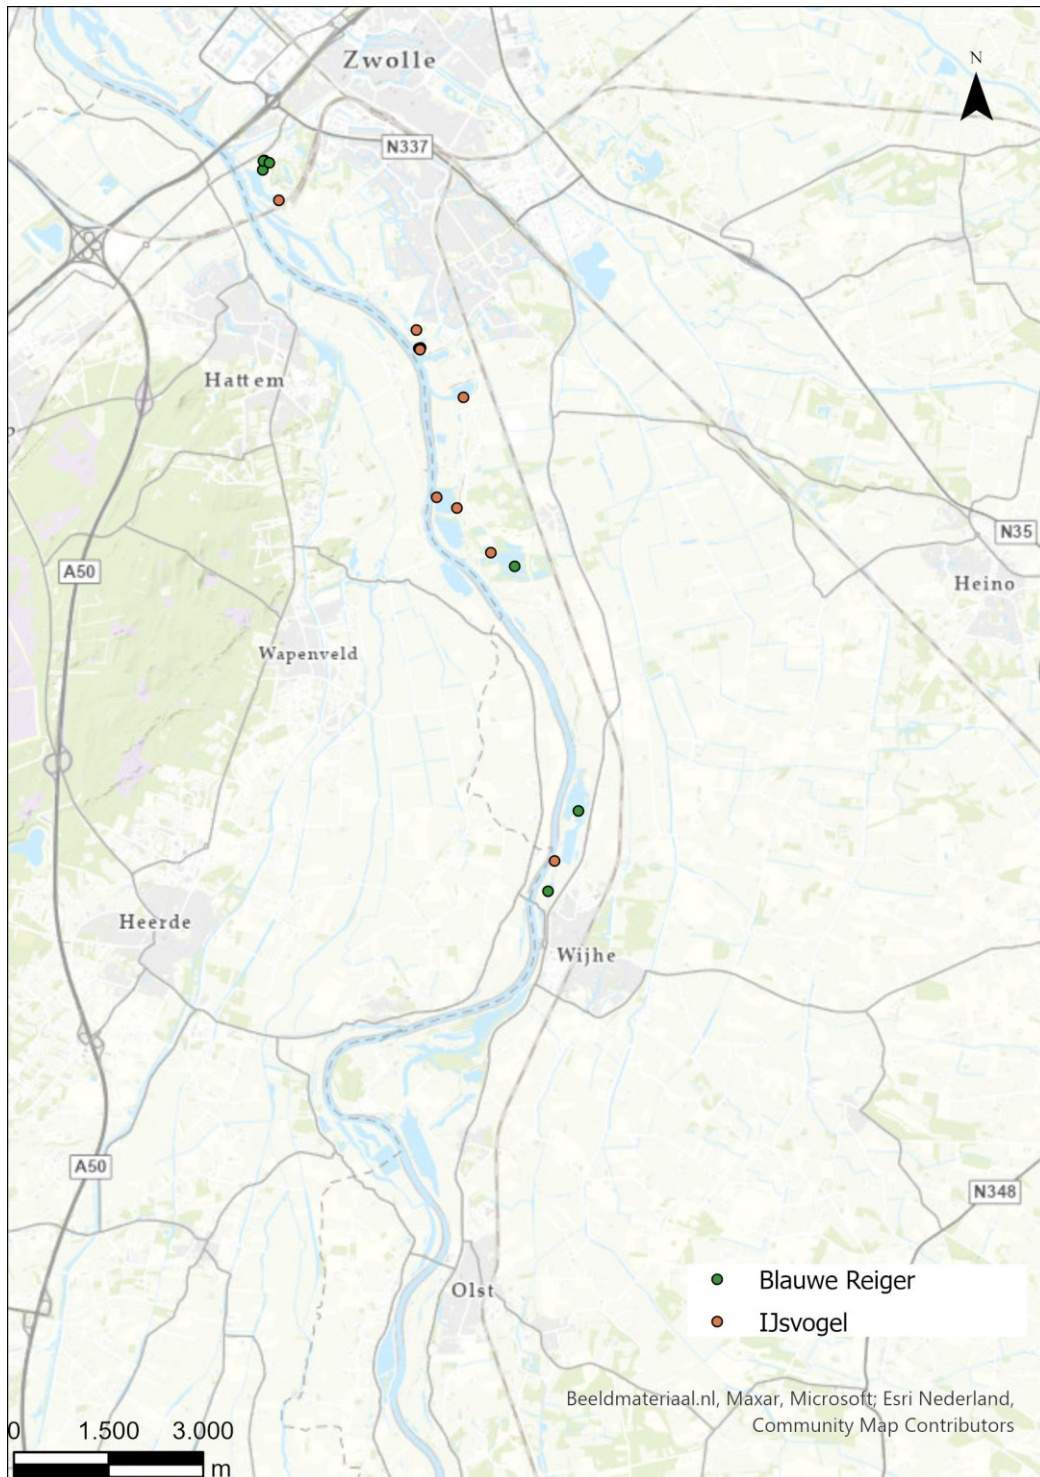 Zwolle
N
N337
Hattem
A50
N35
Heino
Wapenveld
Heerde
Wijhe
A50
N348
Olst
Blauwe Reiger
IJsvogel
Beeldmateriaal.nl, Maxar, Microsoft; Esri Nederland,
Community Map Contributors
0 1.500 3.000
m